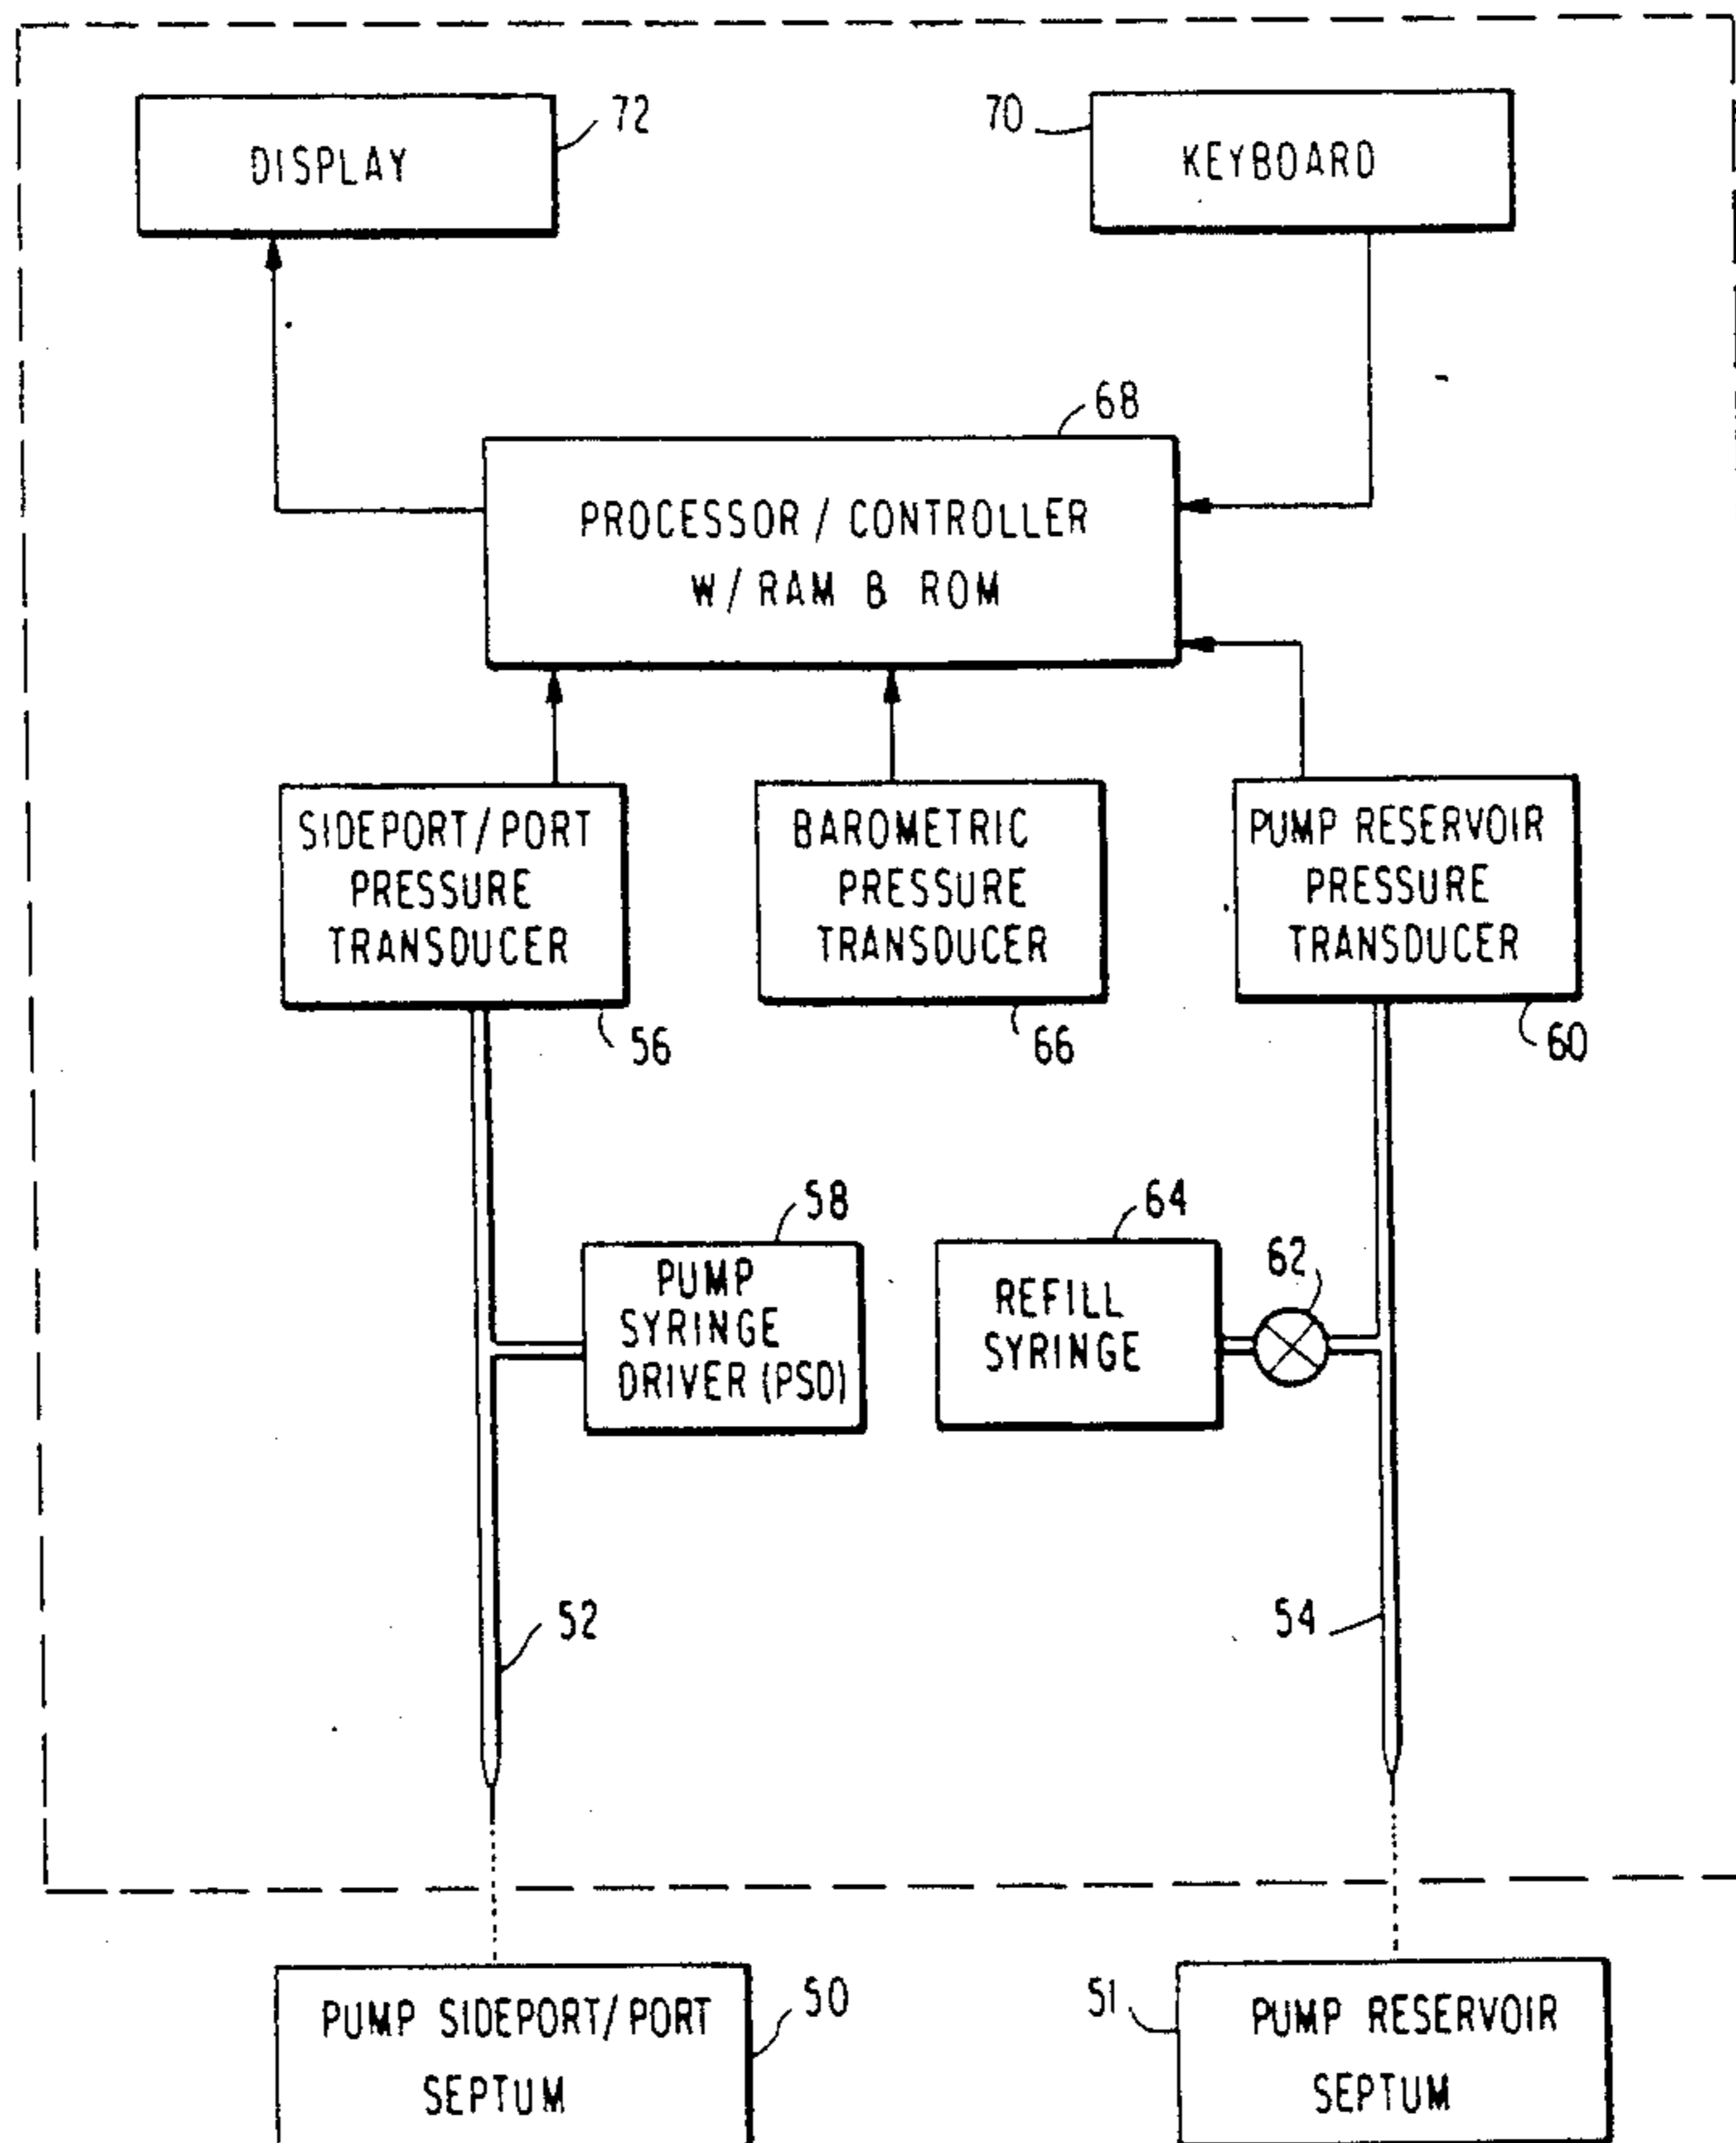 72
DISPLAY
70
KEYBOARD
68
PROCESSOR / CONTROLLER
W/ RAM & ROM
SIDEPORT/PORT
PRESSURE
TRANSDUCER
56
BAROMETRIC
PRESSURE
TRANSDUCER
66
PUMP RESERVOIR
PRESSURE
TRANSDUCER
60
58
PUMP
SYRINGE
DRIVER (PSD)
64
REFILL
SYRINGE
62
52
54
50
PUMP SIDEPORT/PORT
SEPTUM
51
PUMP RESERVOIR
SEPTUM